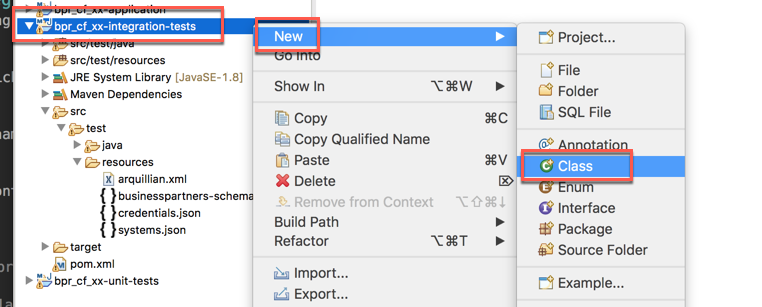 bpr_cf_xx-application
bpr_cf_xx-integration-tests
src/test/java
src/test/resources
JRE System Library [JavaSE-1.8]
Maven Dependencies
src
test
java
resources
arquillian.xml
businesspartners-schema
credentials.json
systems.json
target
pom.xml
bpr_cf_xx-unit-tests
New
Go Into
Show In ⌥⌘W
Copy ⌘C
Copy Qualified Name
Paste ⌘V
Delete ⌦
Remove from Context ⌥⇧⌘↓
Build Path
Refactor ⌥⌘T
Import...
Export...
Project...
File
Folder
SQL File
Annotation
Class
Enum
Interface
Package
Source Folder
Example...